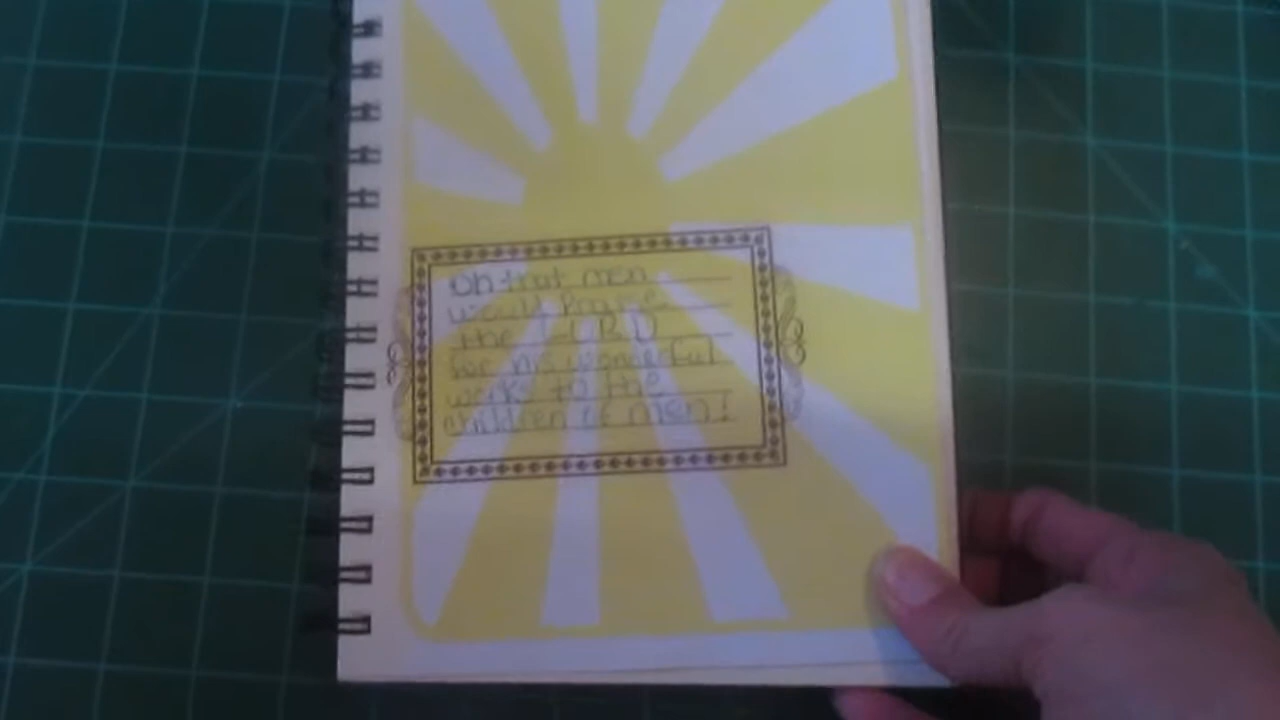 Oh that men
would Praise
the LORD
for his wonderful
works to the
children of men!